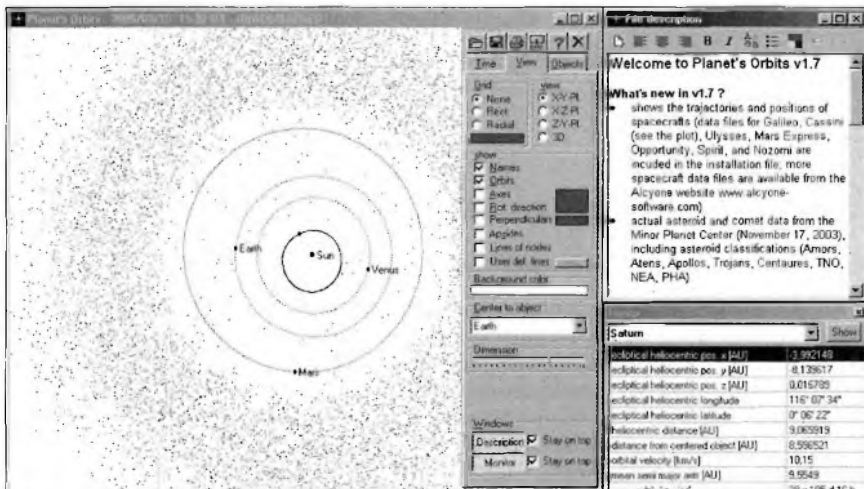 Planet's Orbits
Time View Objects
Grid
None
Rect
Radial
View
X-Y-Pl.
X-Z-Pl.
Z-Y-Pl.
3D
show
Names
Orbits
Axes
Rot. direction
Perpendiculars
Apsides
Lines of nodes
User def. lines
Background color
Center to object
Earth
Dimension
Windows
Description Stay on top
Monitor Stay on top
Earth
Sun
Venus
Mars
File description
B I
Welcome to Planet's Orbits v1.7
What's new in v1.7 ?
shows the trajectories and positions of
spacecrafts (data files for Galileo, Cassini
(see the plot), Ulysses, Mars Express,
Opportunity, Spirit, and Nozomi are
incuded in the installation file; more
spacecraft data files are available from the
Alcyone website www.alcyone-
software.com)
actual asteroid and comet data from the
Minor Planet Center (November 17, 2003),
including asteroid classifications (Amors,
Atens, Apollos, Trojans, Centaures, TNO,
NEA, PHA)
Saturn Show
ecliptical heliocentric pos. x [AU] -3,992148
ecliptical heliocentric pos. y [AU] -8,139617
ecliptical heliocentric pos. z [AU] 0,016789
ecliptical heliocentric longitude 116° 07' 34"
ecliptical heliocentric latitude 0° 06' 22"
heliocentric distance [AU] 9,065919
distance from centered object [AU] 8,596521
orbital velocity [km/s] 10,15
mean semi major axis [AU] 9,5549